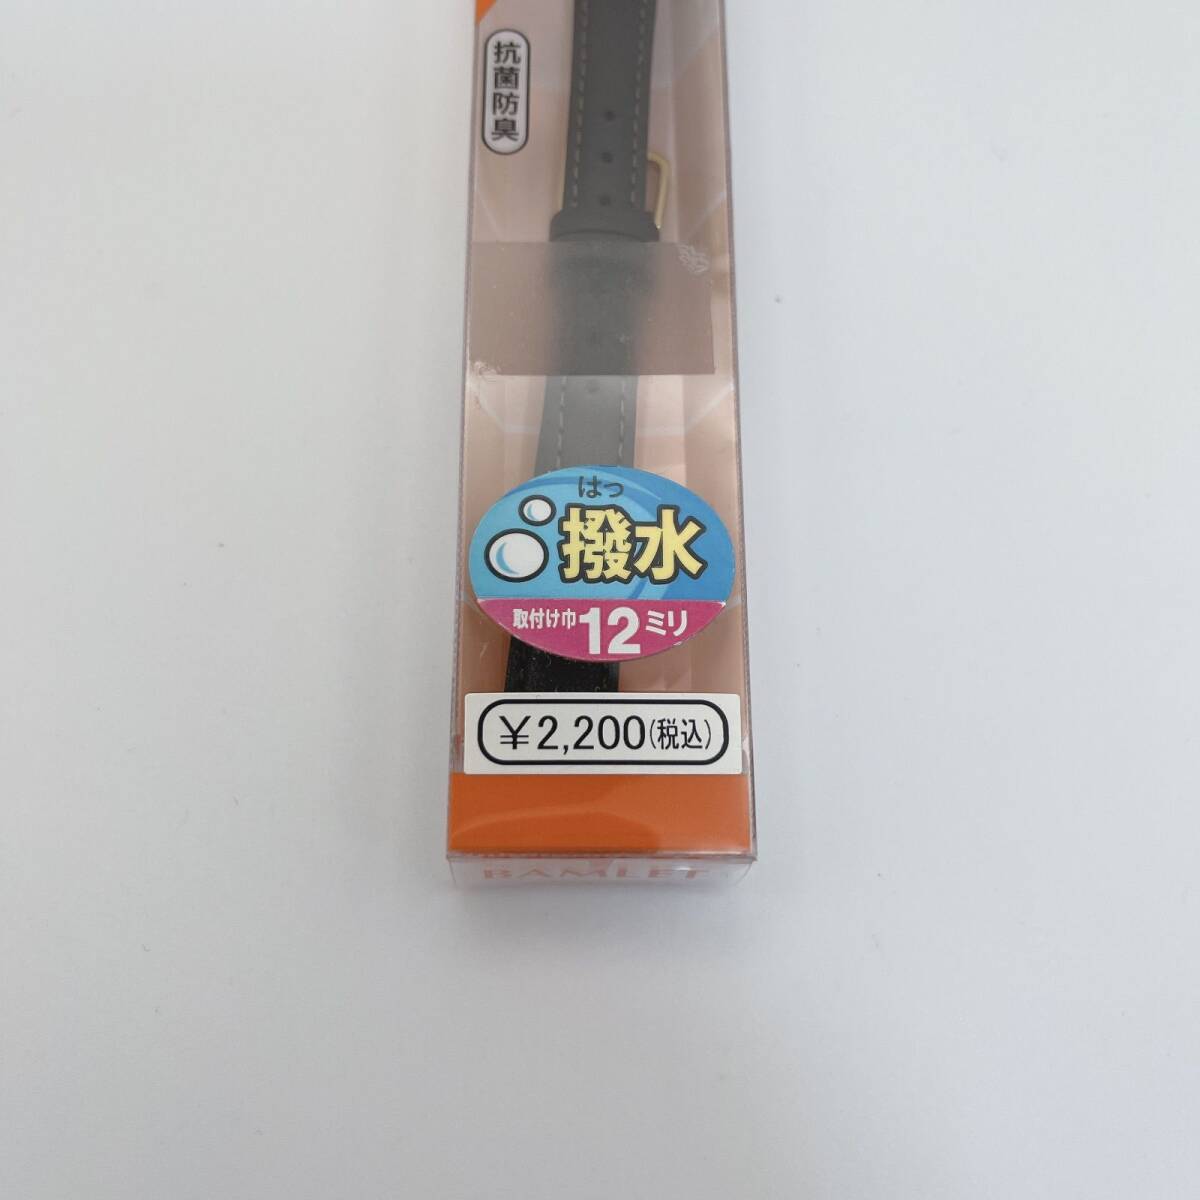 抗菌防臭
はっ
撥水
取付け巾12ミリ
¥2,200(税込)
BAMLET